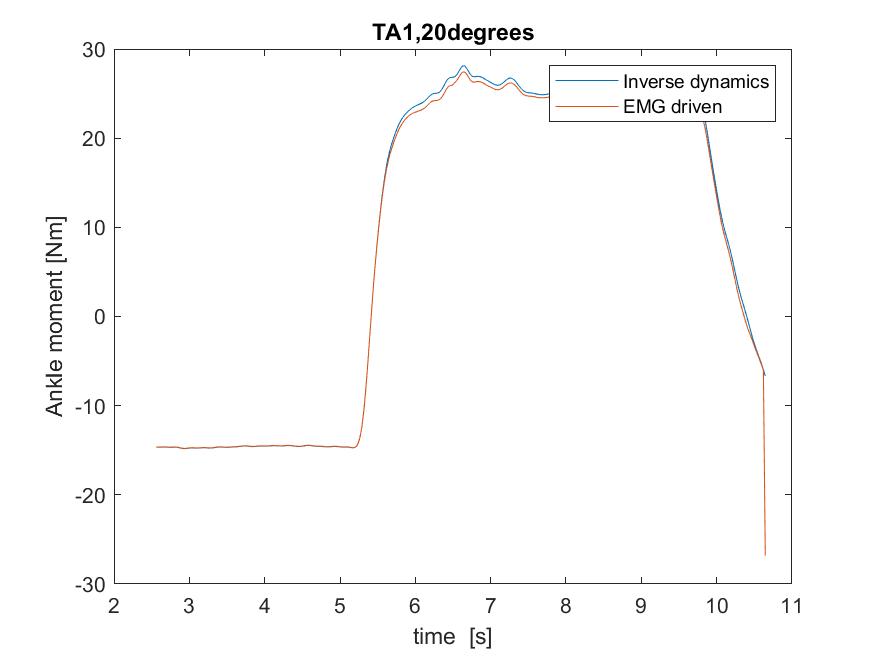 TA1,20degrees
30
20
10
0
-10
-20
-30
Ankle moment [Nm]
Inverse dynamics
EMG driven
2 3 4 5 6 7 8 9 10 11
time [s]